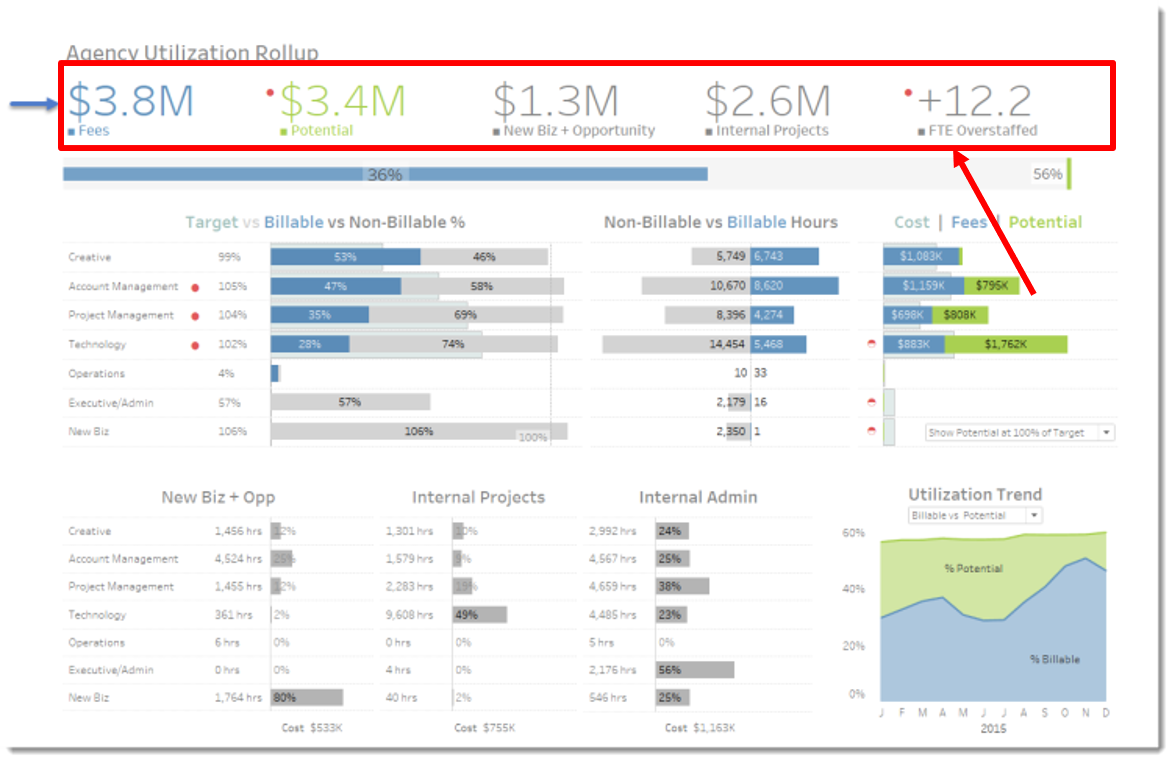 Agency Utilization Rollup
$3.8M $3.4M $1.3M $2.6M +12.2
Fees Potential New Biz + Opportunity Internal Projects FTE Overstaffed
36% 56%
Target vs Billable vs Non-Billable % Non-Billable vs Billable Hours Cost | Fees | Potential
Creative 99% 53% 46% 5,749 6,743 $1,083K
Account Management 105% 47% 58% 10,670 8,620 $1,159K $795K
Project Management 104% 35% 69% 8,396 4,274 $698K $808K
Technology 102% 28% 74% 14,454 5,468 $883K $1,762K
Operations 4% 10 33
Executive/Admin 57% 57% 2,179 16
New Biz 106% 106% 100% 2,350 1 Show Potential at 100% of Target
New Biz + Opp Internal Projects Internal Admin Utilization Trend
Billable vs Potential
Creative 1,456 hrs 12% 1,301 hrs 10% 2,992 hrs 24% 60%
Account Management 4,524 hrs 25% 1,579 hrs 9% 4,567 hrs 25% % Potential
Project Management 1,455 hrs 12% 2,283 hrs 19% 4,659 hrs 38% 40%
Technology 361 hrs 2% 9,608 hrs 49% 4,485 hrs 23%
Operations 6 hrs 0% 0 hrs 0% 5 hrs 0% 20%
Executive/Admin 0 hrs 0% 4 hrs 0% 2,176 hrs 56% % Billable
New Biz 1,764 hrs 80% 40 hrs 2% 546 hrs 25% 0%
J F M A M J J A S O N D
Cost $533K Cost $755K Cost $1,163K 2015